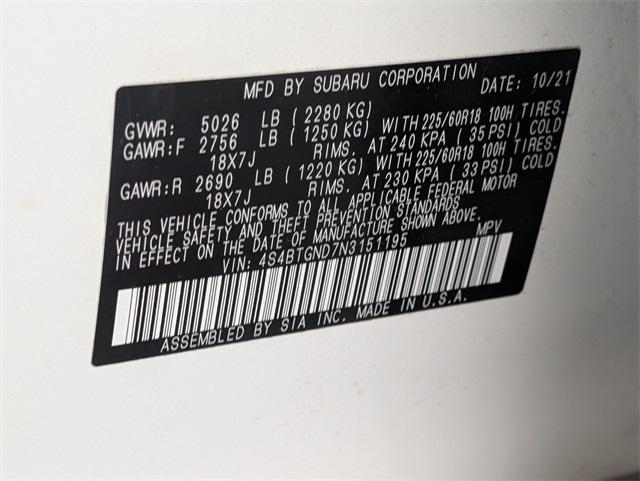 MFD BY SUBARU CORPORATION DATE: 10/21
GVWR: 5026 LB ( 2280 KG)
GAWR:F 2756 LB ( 1250 KG) WITH 225/60R18 100H TIRES.
18X7J RIMS. AT 240 KPA ( 35 PSI) COLD
GAWR:R 2690 LB ( 1220 KG) WITH 225/60R18 100H TIRES.
18X7J RIMS. AT 230 KPA ( 33 PSI) COLD
THIS VEHICLE CONFORMS TO ALL APPLICABLE FEDERAL MOTOR
VEHICLE SAFETY AND THEFT PREVENTION STANDARDS
IN EFFECT ON THE DATE OF MANUFACTURE SHOWN ABOVE.
VIN: 4S4BTGND7N3151195 MPV
ASSEMBLED BY SIA INC. MADE IN U.S.A.